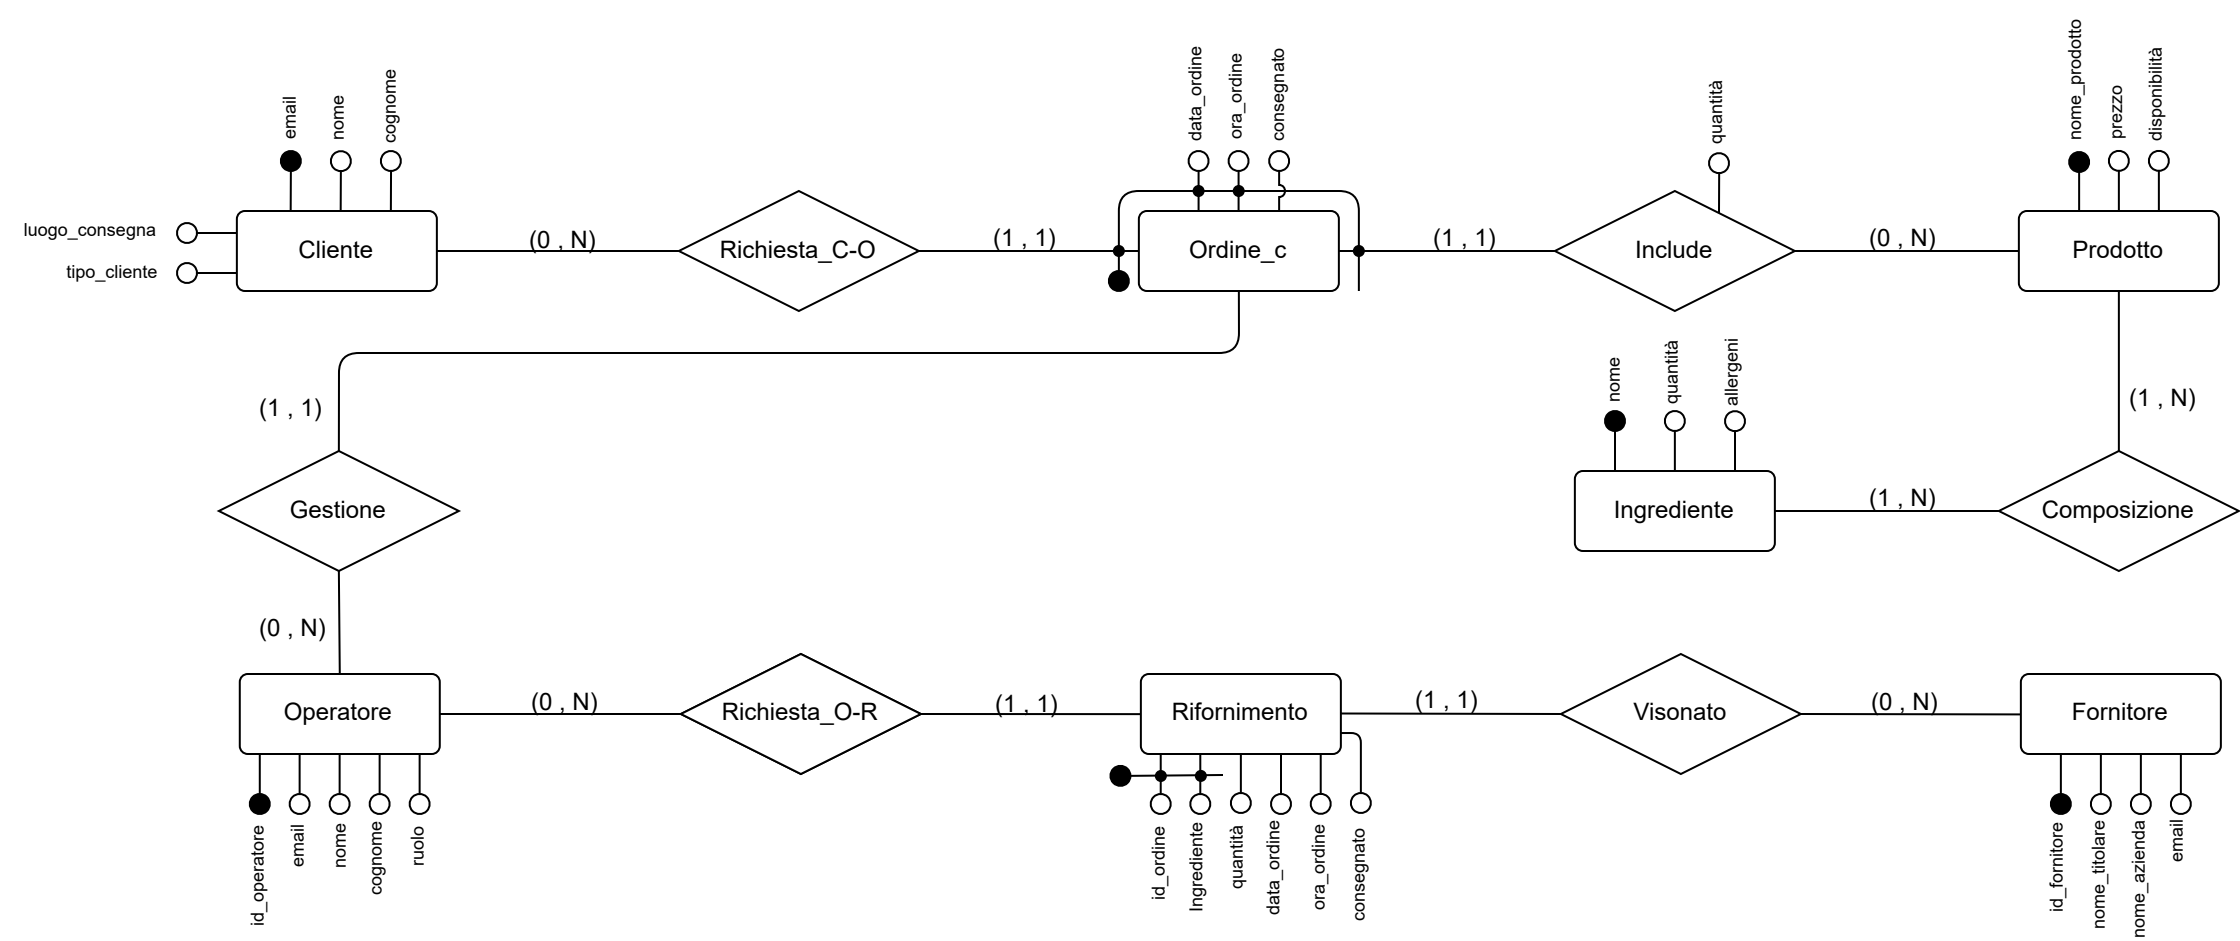 email
nome
cognome
luogo_consegna
tipo_cliente
Cliente
(0 , N)
Richiesta_C-O
(1 , 1)
data_ordine
ora_ordine
consegnato
Ordine_c
(1 , 1)
quantità
Include
(0 , N)
nome_prodotto
prezzo
disponibilità
Prodotto
(1 , 1)
Gestione
(0 , N)
nome
quantità
allergeni
Ingrediente
(1 , N)
Composizione
(1 , N)
Operatore
(0 , N)
Richiesta_O-R
(1 , 1)
Rifornimento
(1 , 1)
Visonato
(0 , N)
Fornitore
id_operatore
email
nome
cognome
ruolo
id_ordine
Ingrediente
quantità
data_ordine
ora_ordine
consegnato
id_fornitore
nome_titolare
nome_azienda
email